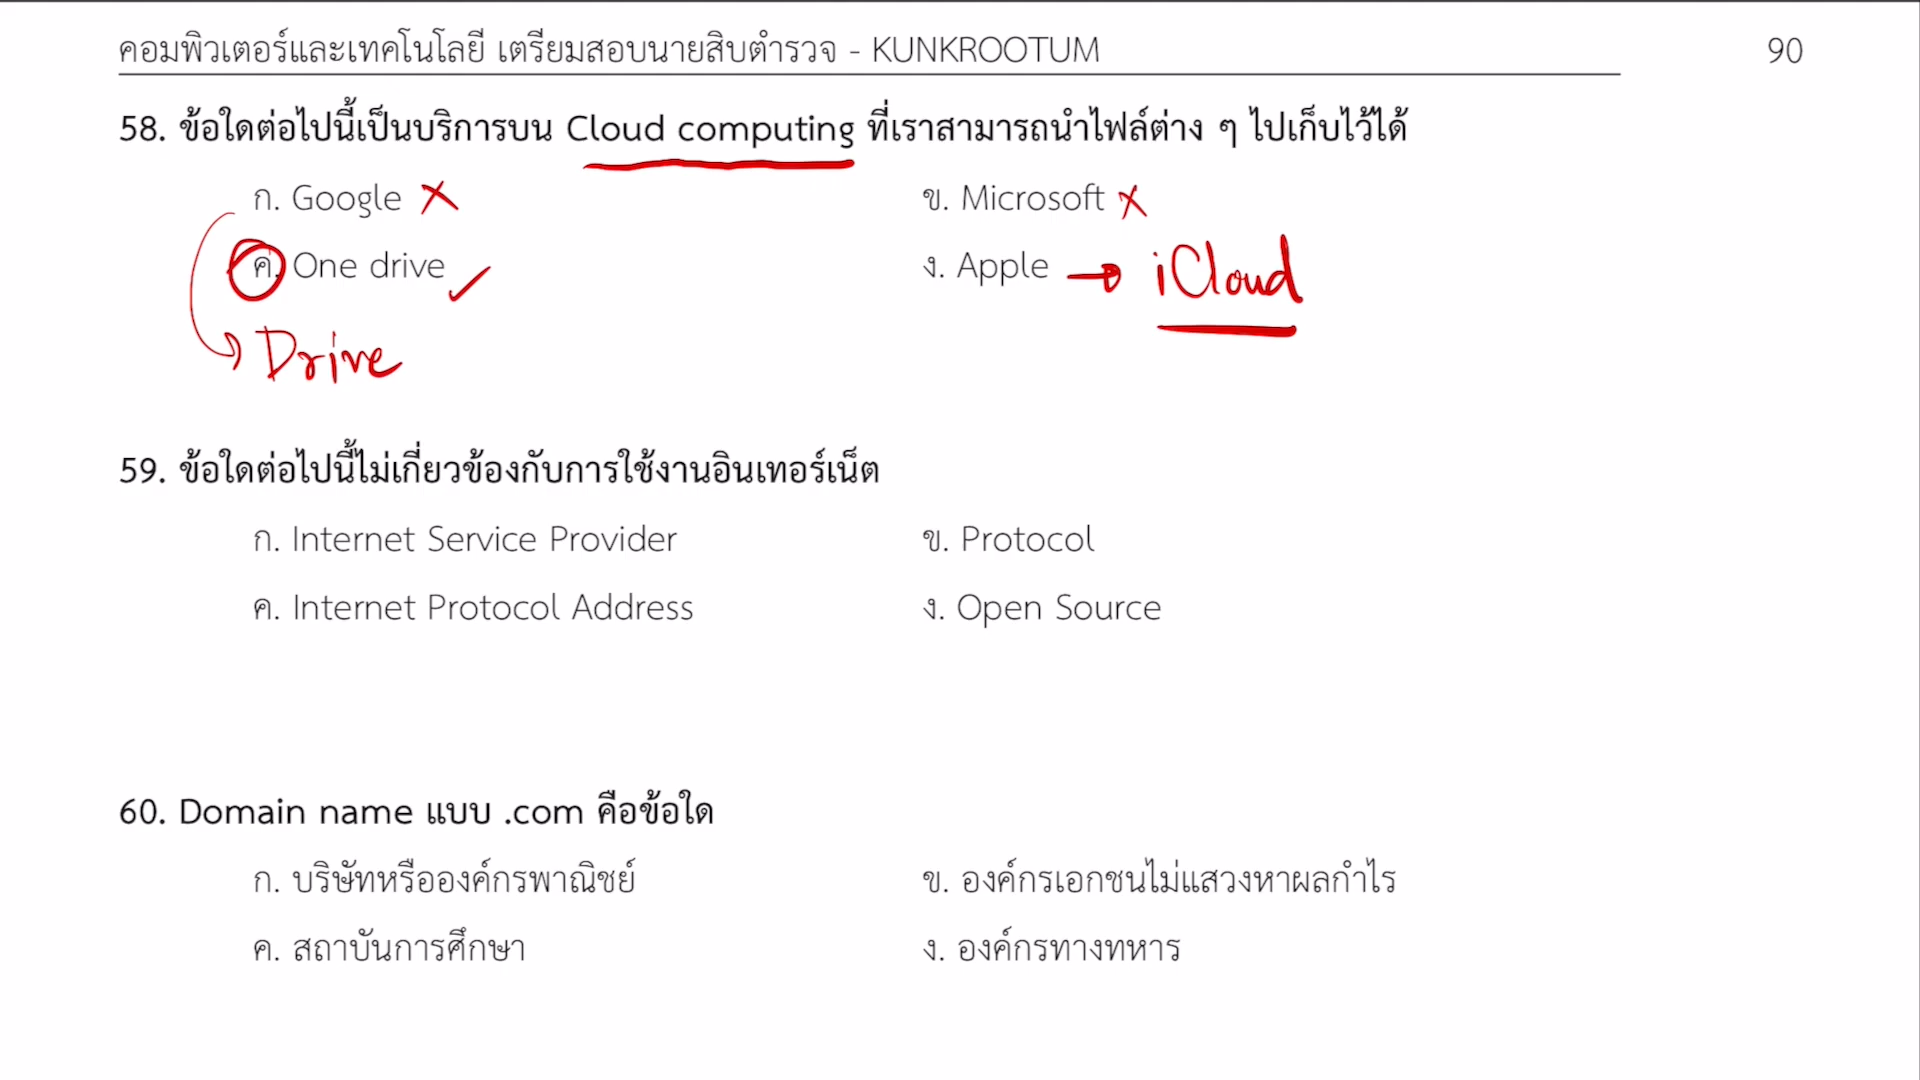 คอมพิวเตอร์และเทคโนโลยี เตรียมสอบนายสิบตำรวจ - KUNKROOTUM 90
58. ข้อใดต่อไปนี้เป็นบริการบน Cloud computing ที่เราสามารถนำไฟล์ต่าง ๆ ไปเก็บไว้ได้
ก. Google ข. Microsoft
ค. One drive ง. Apple iCloud
Drive
59. ข้อใดต่อไปนี้ไม่เกี่ยวข้องกับการใช้งานอินเทอร์เน็ต
ก. Internet Service Provider ข. Protocol
ค. Internet Protocol Address ง. Open Source
60. Domain name แบบ .com คือข้อใด
ก. บริษัทหรือองค์กรพาณิชย์ ข. องค์กรเอกชนไม่แสวงหาผลกำไร
ค. สถาบันการศึกษา ง. องค์กรทางทหาร